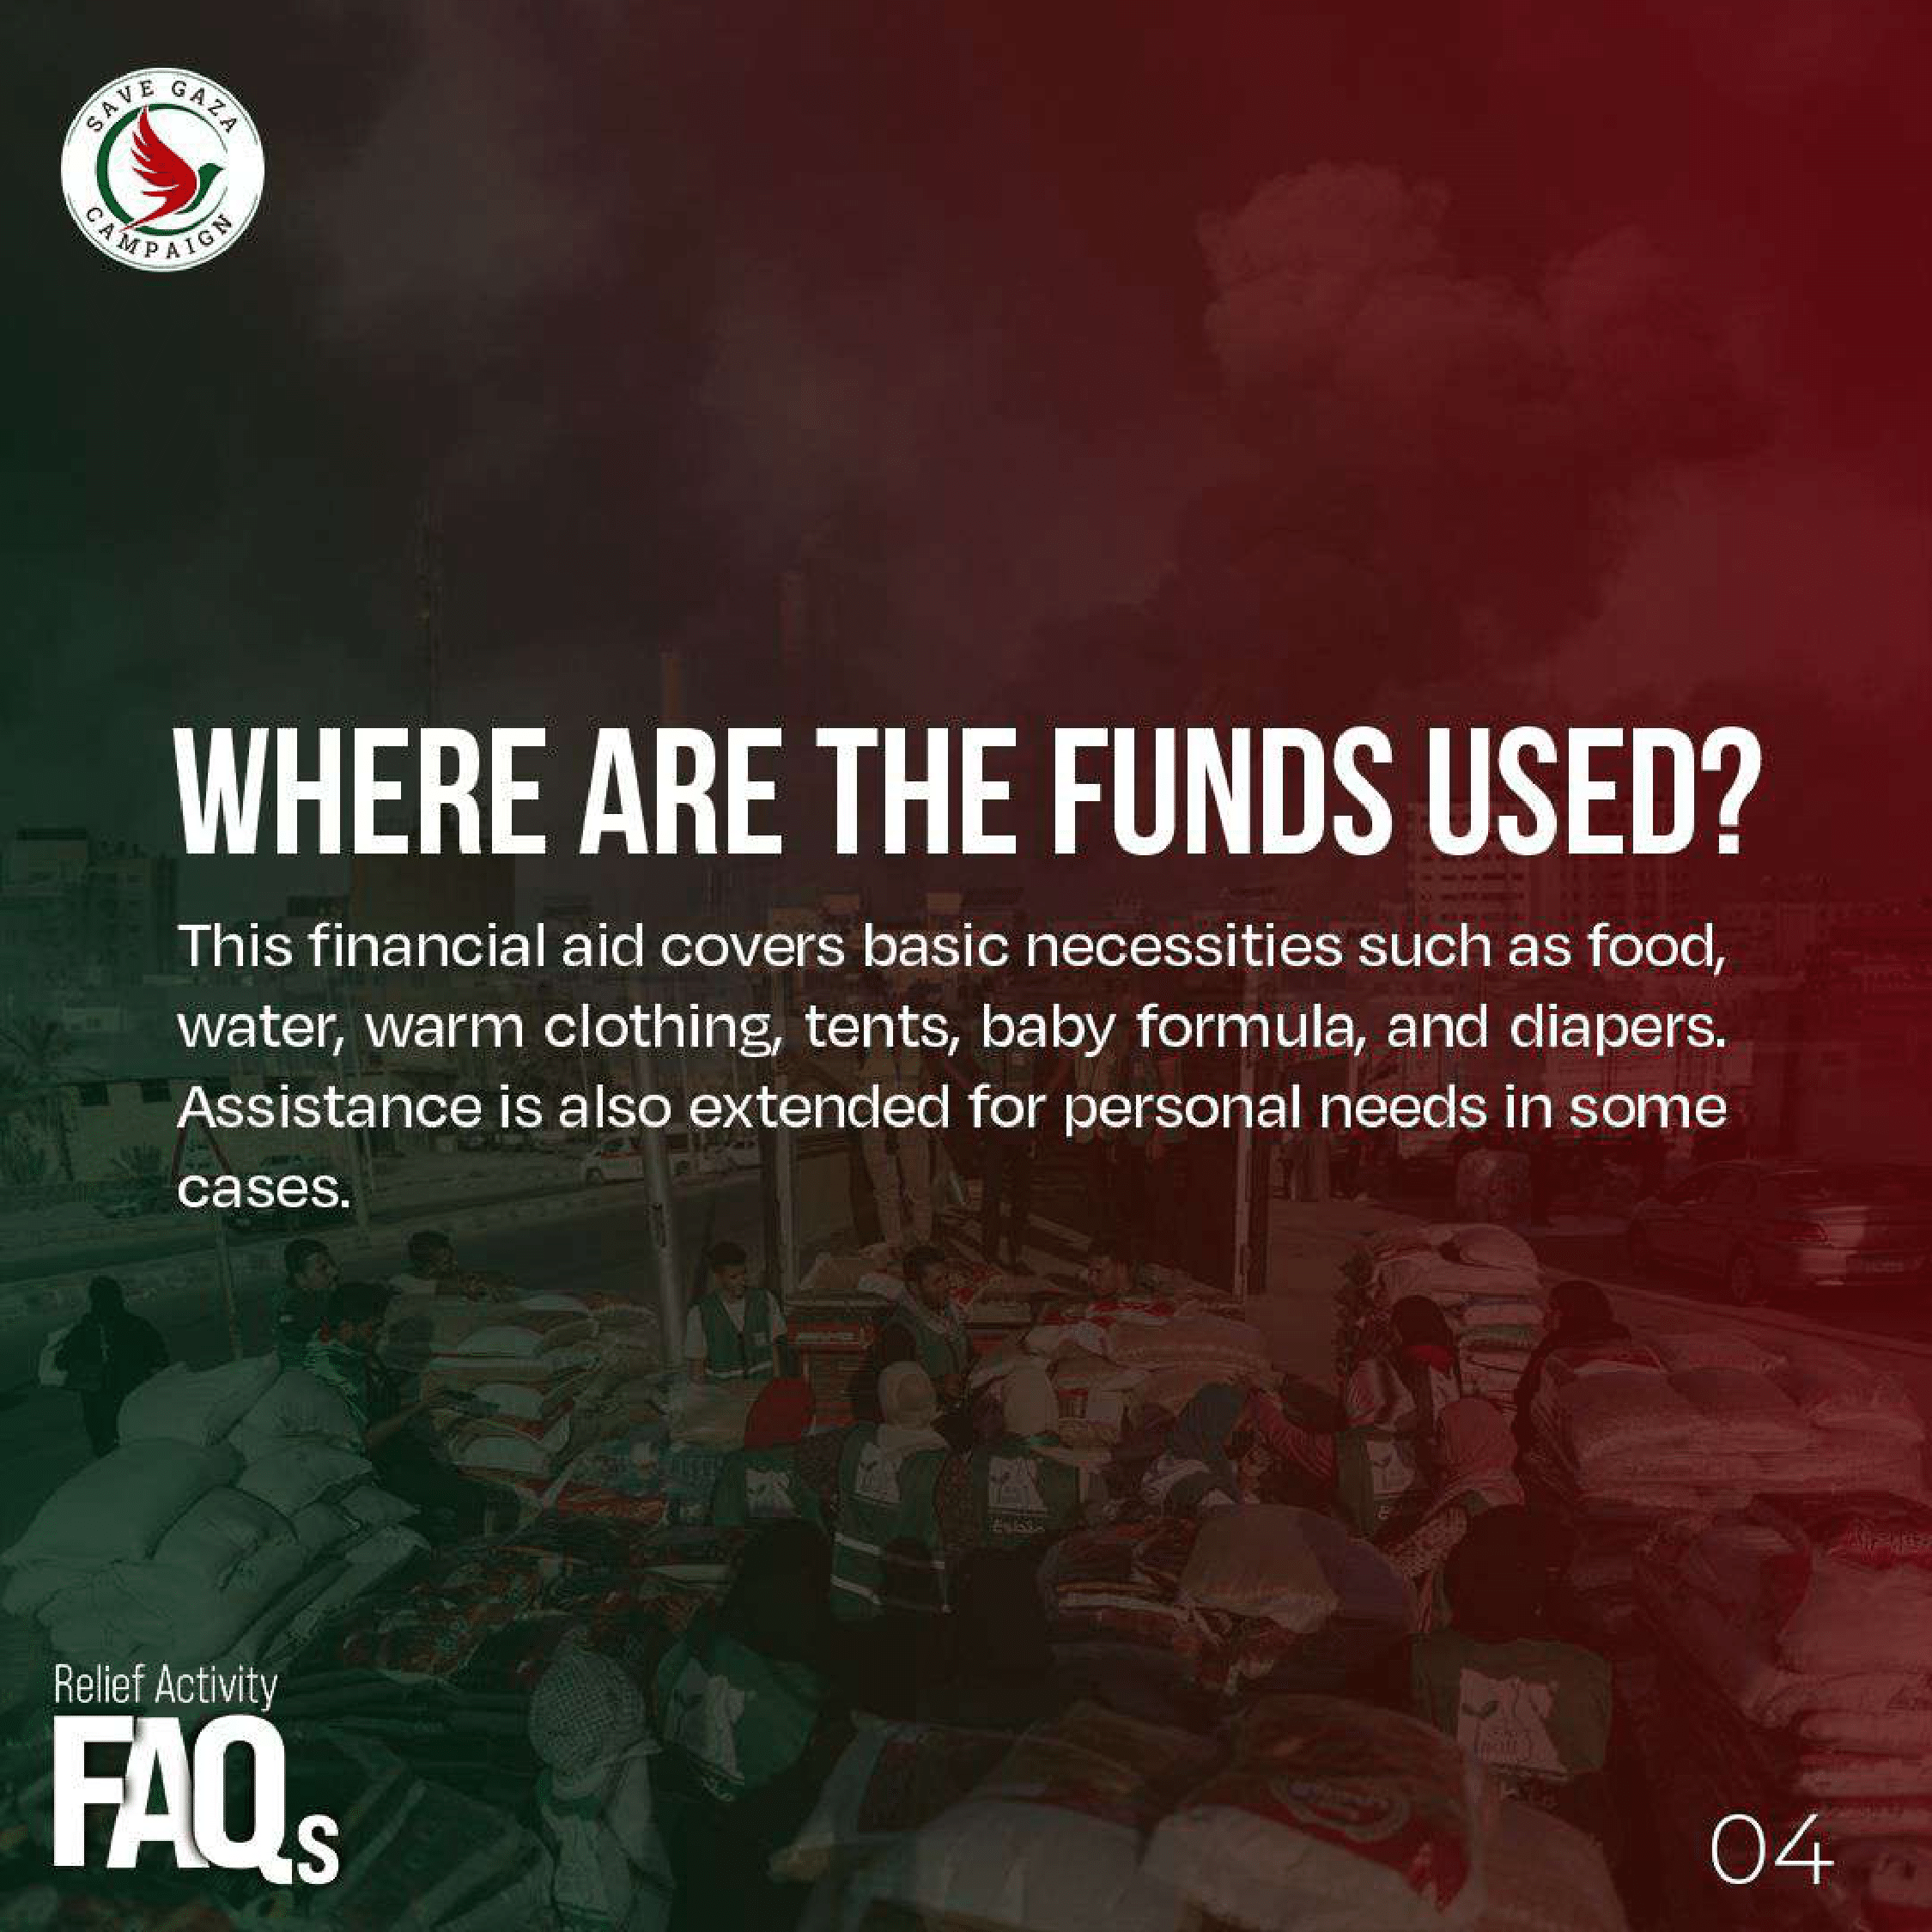 SAVE GAZA
CAMPAIGN
WHERE ARE THE FUNDS USED?
This financial aid covers basic necessities such as food,
water, warm clothing, tents, baby formula, and diapers.
Assistance is also extended for personal needs in some
cases.
Relief Activity
FAQs
04